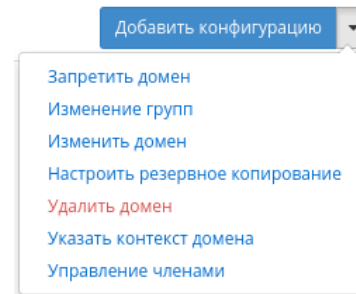 Добавить конфигурацию
Запретить домен
Изменение групп
Изменить домен
Настроить резервное копирование
Удалить домен
Указать контекст домена
Управление членами